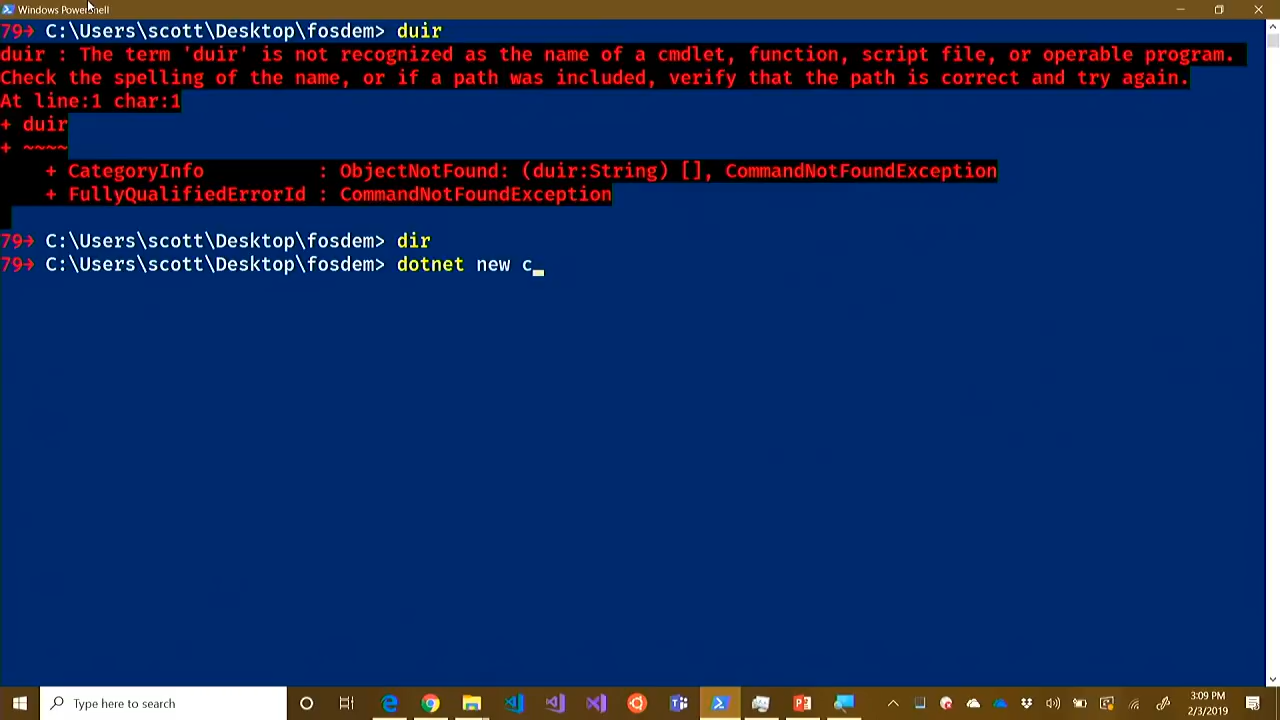 Windows PowerShell
79→ C:\Users\scott\Desktop\fosdem> duir
duir : The term 'duir' is not recognized as the name of a cmdlet, function, script file, or operable program.
Check the spelling of the name, or if a path was included, verify that the path is correct and try again.
At line:1 char:1
+ duir
+ ~~~~
    + CategoryInfo          : ObjectNotFound: (duir:String) [], CommandNotFoundException
    + FullyQualifiedErrorId : CommandNotFoundException
79→ C:\Users\scott\Desktop\fosdem> dir
79→ C:\Users\scott\Desktop\fosdem> dotnet new c_
Type here to search
3:09 PM
2/3/2019